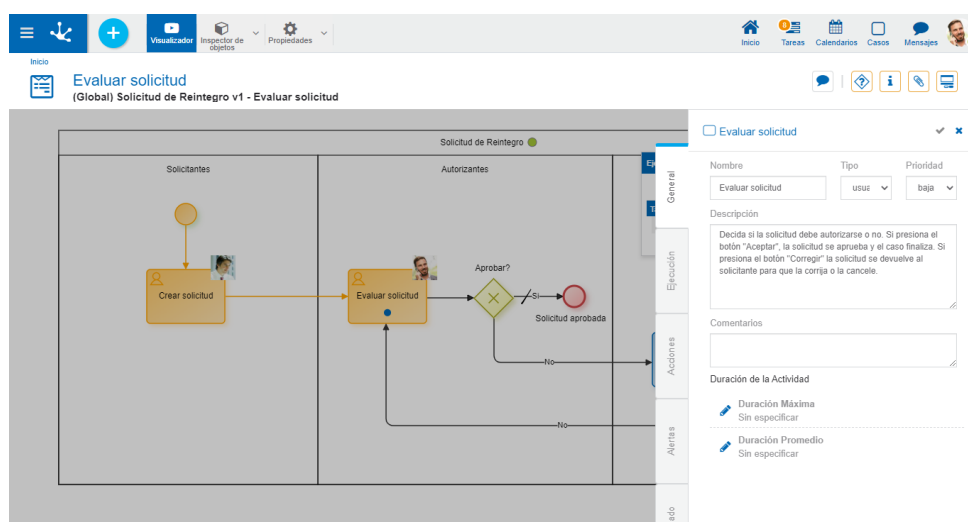 Visualizador
Inspector de
objetos
Propiedades
Inicio
8
Tareas
Calendarios
Casos
Mensajes
Inicio
Evaluar solicitud
(Global) Solicitud de Reintegro v1 - Evaluar solicitud
Solicitud de Reintegro
Solicitantes
Autorizantes
Crear solicitud
Evaluar solicitud
Aprobar?
Si
Solicitud aprobada
No
No
General
Ejecución
Acciones
Alertas
Evaluar solicitud
Nombre
Tipo
Prioridad
Evaluar solicitud
usua
baja
Descripción
Decida si la solicitud debe autorizarse o no. Si presiona el
botón "Aceptar", la solicitud se aprueba y el caso finaliza. Si
presiona el botón "Corregir" la solicitud se devuelve al
solicitante para que la corrija o la cancele.
Comentarios
Duración de la Actividad
Duración Máxima
Sin especificar
Duración Promedio
Sin especificar